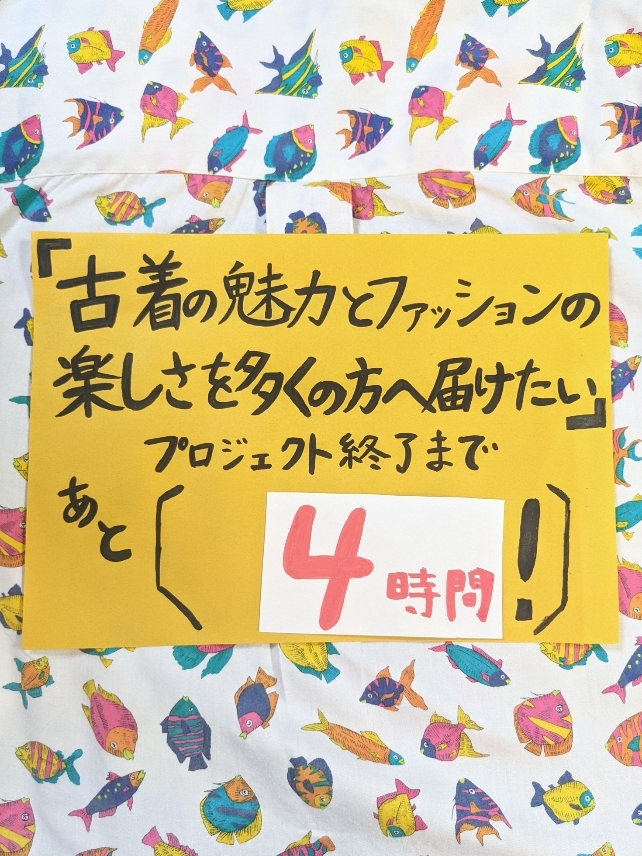 『古着の魅力とファッションの
楽しさを多くの方へ届けたい』
プロジェクト終了まで
あと(4時間!)